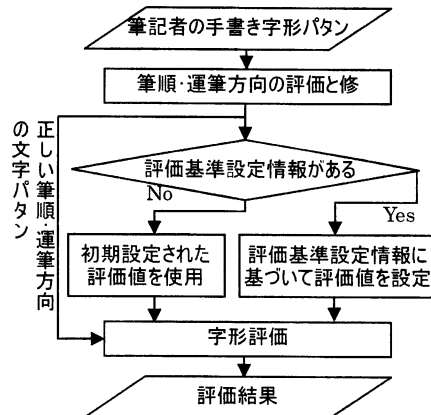 筆記者の手書き字形パタン
筆順・運筆方向の評価と修
正しい筆順・運筆方向
の文字パタン
評価基準設定情報がある
No
Yes
初期設定された
評価値を使用
評価基準設定情報に
基づいて評価値を設定
字形評価
評価結果